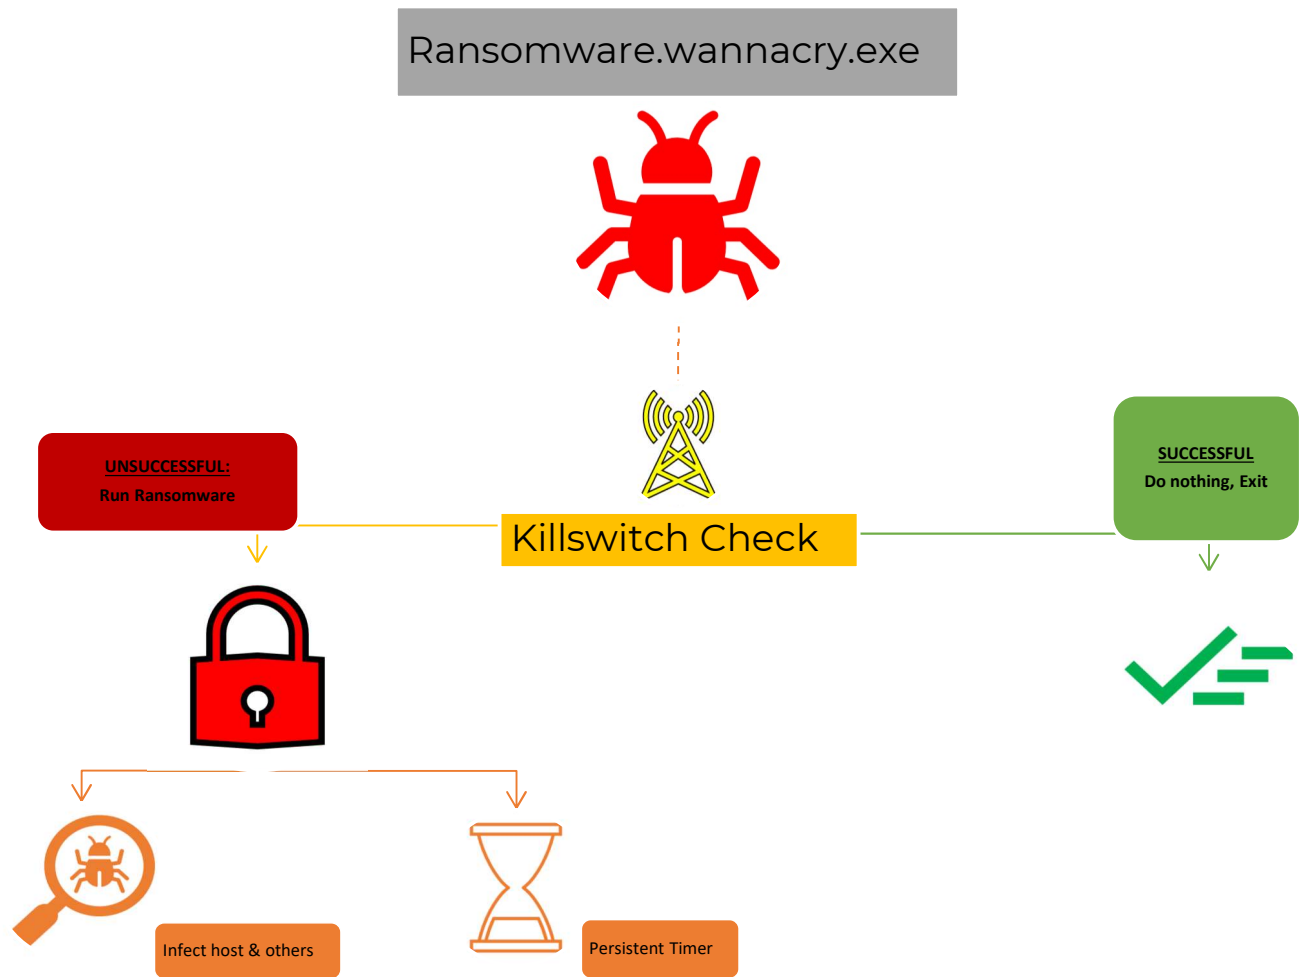 Ransomware.wannacry.exe
UNSUCCESSFUL:
Run Ransomware
Killswitch Check
SUCCESSFUL
Do nothing, Exit
Infect host & others
Persistent Timer